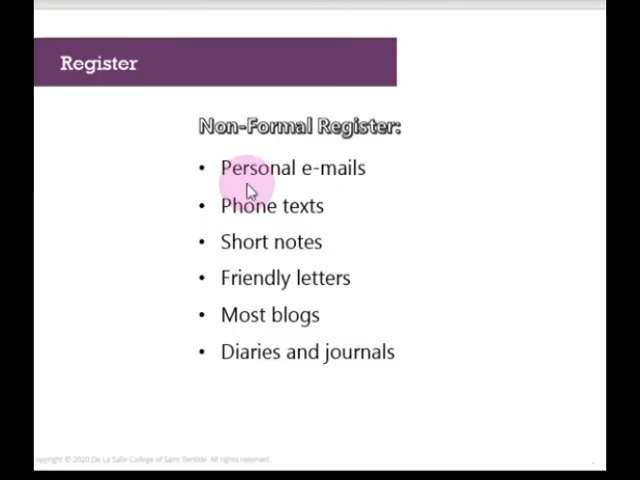 Register
Non-Formal Register:
• Personal e-mails
• Phone texts
• Short notes
• Friendly letters
• Most blogs
• Diaries and journals
opyright © 2020 De La Salle-College of Saint Benilde. All rights reserved.